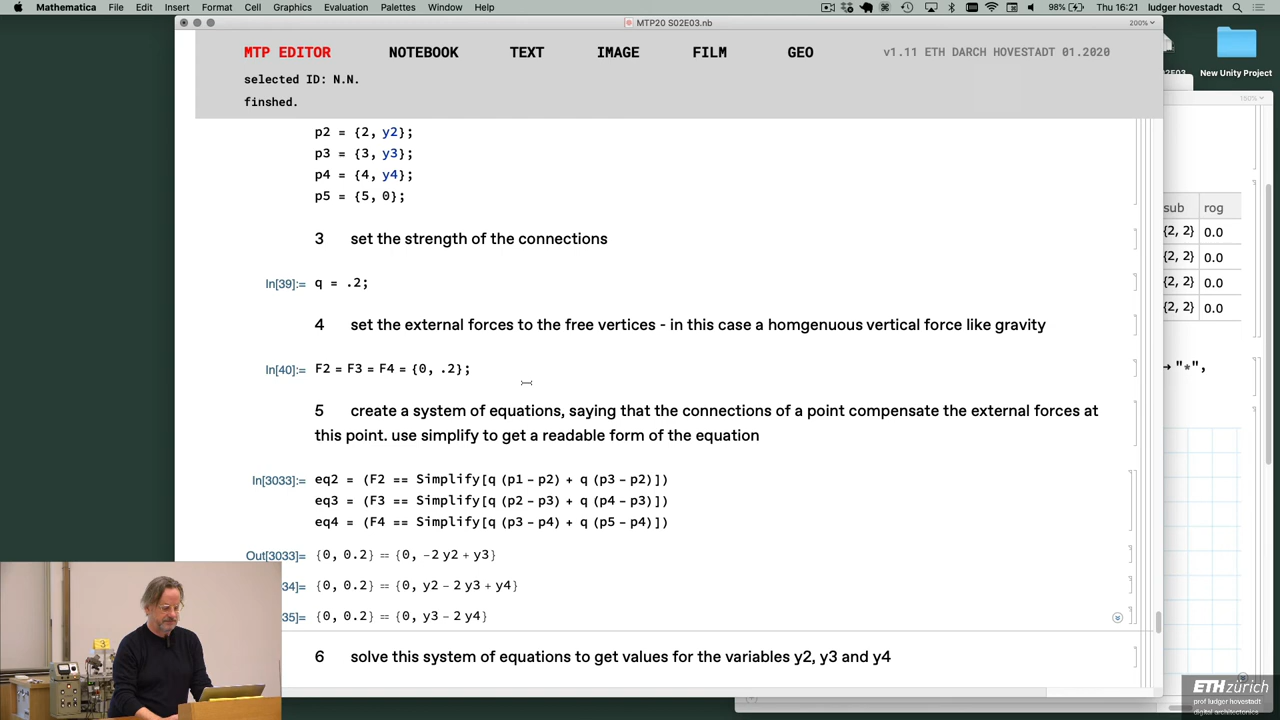 Mathematica File Edit Insert Format Cell Graphics Evaluation Palettes Window Help 98% Thu 16:21 ludger hovestadt
MTP20 S02E03.nb
200%
MTP EDITOR NOTEBOOK TEXT IMAGE FILM GEO v1.11 ETH DARCH HOVESTADT 01.2020
selected ID: N.N.
finshed.
p2 = {2, y2};
p3 = {3, y3};
p4 = {4, y4};
p5 = {5, 0};
3 set the strength of the connections
In[39]:= q = .2;
4 set the external forces to the free vertices - in this case a homgenuous vertical force like gravity
In[40]:= F2 = F3 = F4 = {0, .2};
5 create a system of equations, saying that the connections of a point compensate the external forces at
this point. use simplify to get a readable form of the equation
In[3033]:= eq2 = (F2 == Simplify[q (p1 - p2) + q (p3 - p2)])
eq3 = (F3 == Simplify[q (p2 - p3) + q (p4 - p3)])
eq4 = (F4 == Simplify[q (p3 - p4) + q (p5 - p4)])
Out[3033]= {0, 0.2} == {0, -2 y2 + y3}
34]= {0, 0.2} == {0, y2 - 2 y3 + y4}
35]= {0, 0.2} == {0, y3 - 2 y4}
6 solve this system of equations to get values for the variables y2, y3 and y4
E03
New Unity Project
150%
sub rog
{2, 2} 0.0
{2, 2} 0.0
{2, 2} 0.0
{2, 2} 0.0
→ "*",
3
ETH zürich
prof ludger hovestadt
digital architectonics